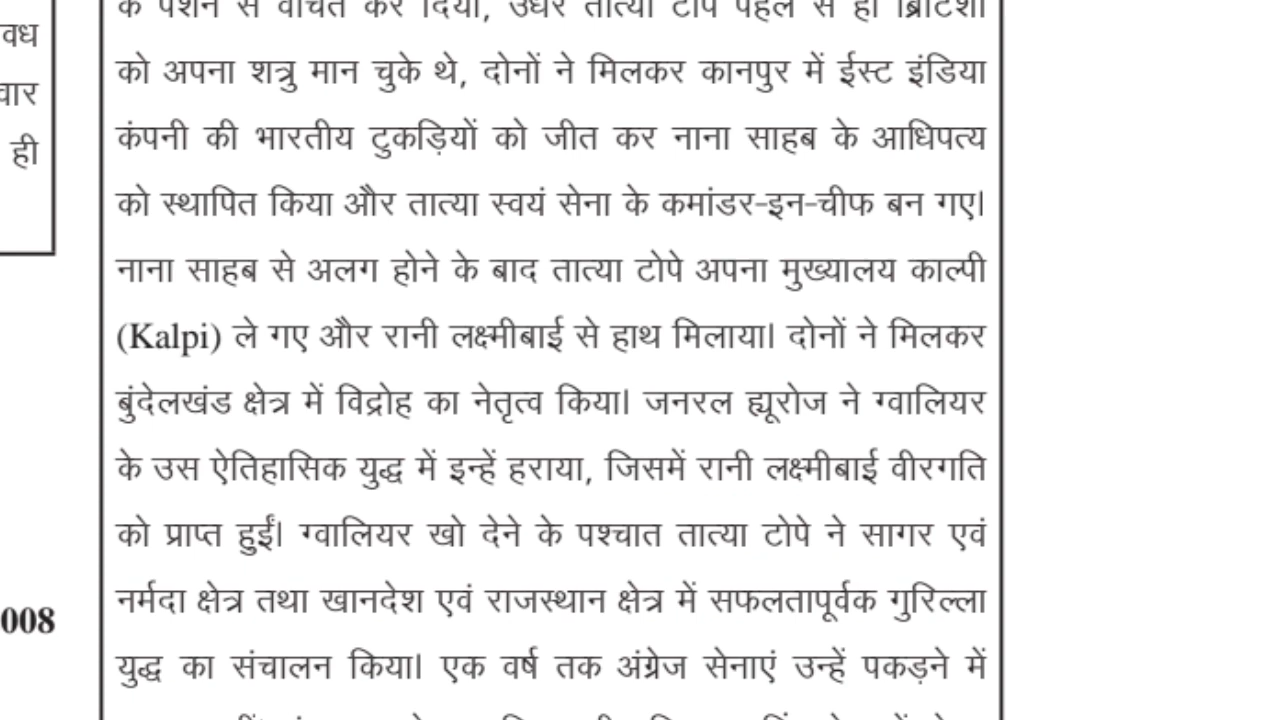 वध
वार
ही
008
के पेंशन से वंचित कर दिया, उधर तात्या टोपे पहले से ही ब्रिटिशों
को अपना शत्रु मान चुके थे, दोनों ने मिलकर कानपुर में ईस्ट इंडिया
कंपनी की भारतीय टुकड़ियों को जीत कर नाना साहब के आधिपत्य
को स्थापित किया और तात्या स्वयं सेना के कमांडर-इन-चीफ बन गए।
नाना साहब से अलग होने के बाद तात्या टोपे अपना मुख्यालय काल्पी
(Kalpi) ले गए और रानी लक्ष्मीबाई से हाथ मिलाया। दोनों ने मिलकर
बुंदेलखंड क्षेत्र में विद्रोह का नेतृत्व किया। जनरल ह्यूरोज ने ग्वालियर
के उस ऐतिहासिक युद्ध में इन्हें हराया, जिसमें रानी लक्ष्मीबाई वीरगति
को प्राप्त हुईं। ग्वालियर खो देने के पश्चात तात्या टोपे ने सागर एवं
नर्मदा क्षेत्र तथा खानदेश एवं राजस्थान क्षेत्र में सफलतापूर्वक गुरिल्ला
युद्ध का संचालन किया। एक वर्ष तक अंग्रेज सेनाएं उन्हें पकड़ने में